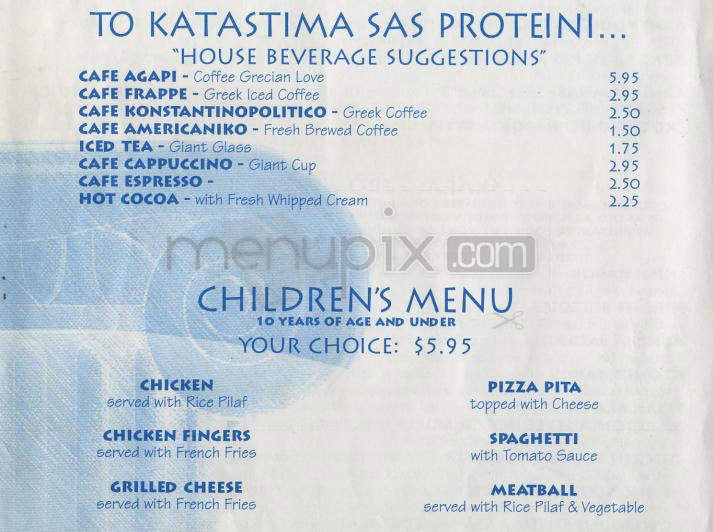 TO KATASTIMA SAS PROTEINI...
"HOUSE BEVERAGE SUGGESTIONS"
CAFE AGAPI - Coffee Grecian Love 5.95
CAFE FRAPPE - Greek Iced Coffee 2.95
CAFE KONSTANTINOPOLITICO - Greek Coffee 2.50
CAFE AMERICANIKO - Fresh Brewed Coffee 1.50
ICED TEA - Giant Glass 1.75
CAFE CAPPUCCINO - Giant Cup 2.95
CAFE ESPRESSO - 2.50
HOT COCOA - with Fresh Whipped Cream 2.25
menupix.com
CHILDREN'S MENU
10 YEARS OF AGE AND UNDER
YOUR CHOICE: $5.95
CHICKEN
served with Rice Pilaf
CHICKEN FINGERS
served with French Fries
GRILLED CHEESE
served with French Fries
PIZZA PITA
topped with Cheese
SPAGHETTI
with Tomato Sauce
MEATBALL
served with Rice Pilaf & Vegetable